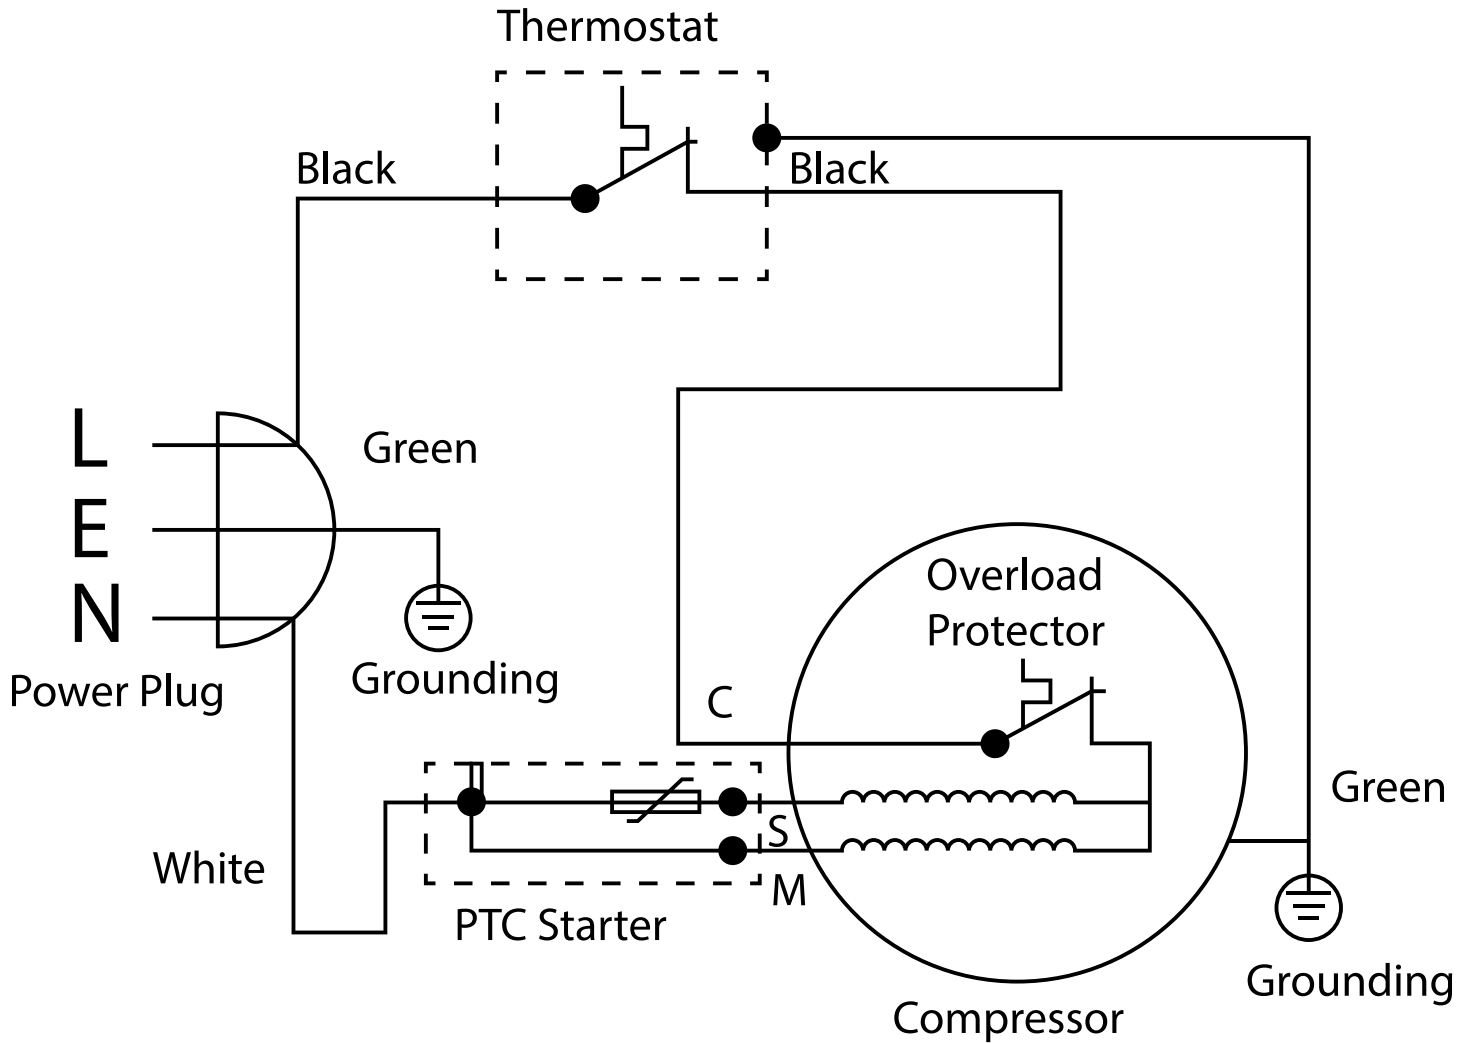 Thermostat
Black
Black
L
Green
E
N
Power Plug
Grounding
Overload
Protector
C
Green
S
White
M
PTC Starter
Grounding
Compressor